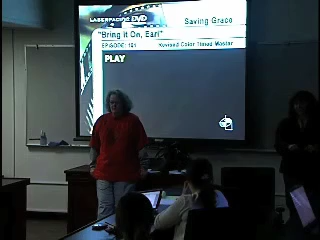 LASERPACIFIC DVD
Saving Grace
"Bring it On, Earl"
EPISODE: 101 Revised Color Timed Master
PLAY